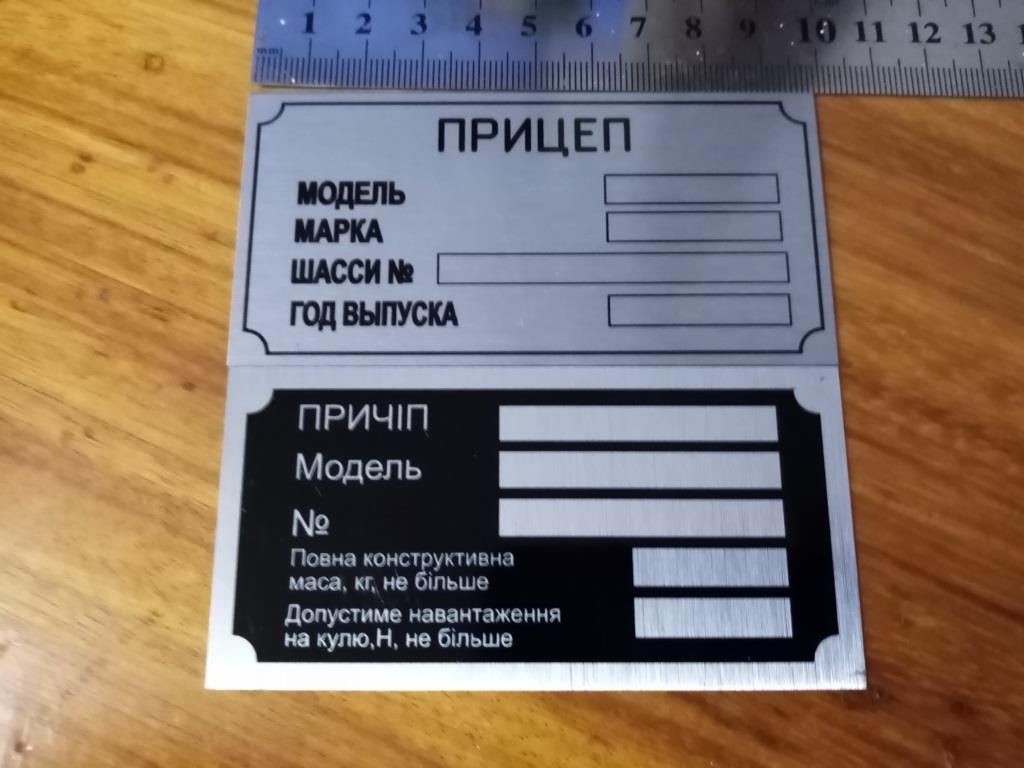 1 2 3 4 5 6 7 8 9 10 11 12 13
mm)
ПРИЦЕП
МОДЕЛЬ
МАРКА
ШАССИ №
ГОД ВЫПУСКА
ПРИЧІП
Модель
№
Повна конструктивна
маса, кг, не більше
Допустиме навантаження
на кулю,Н, не більше